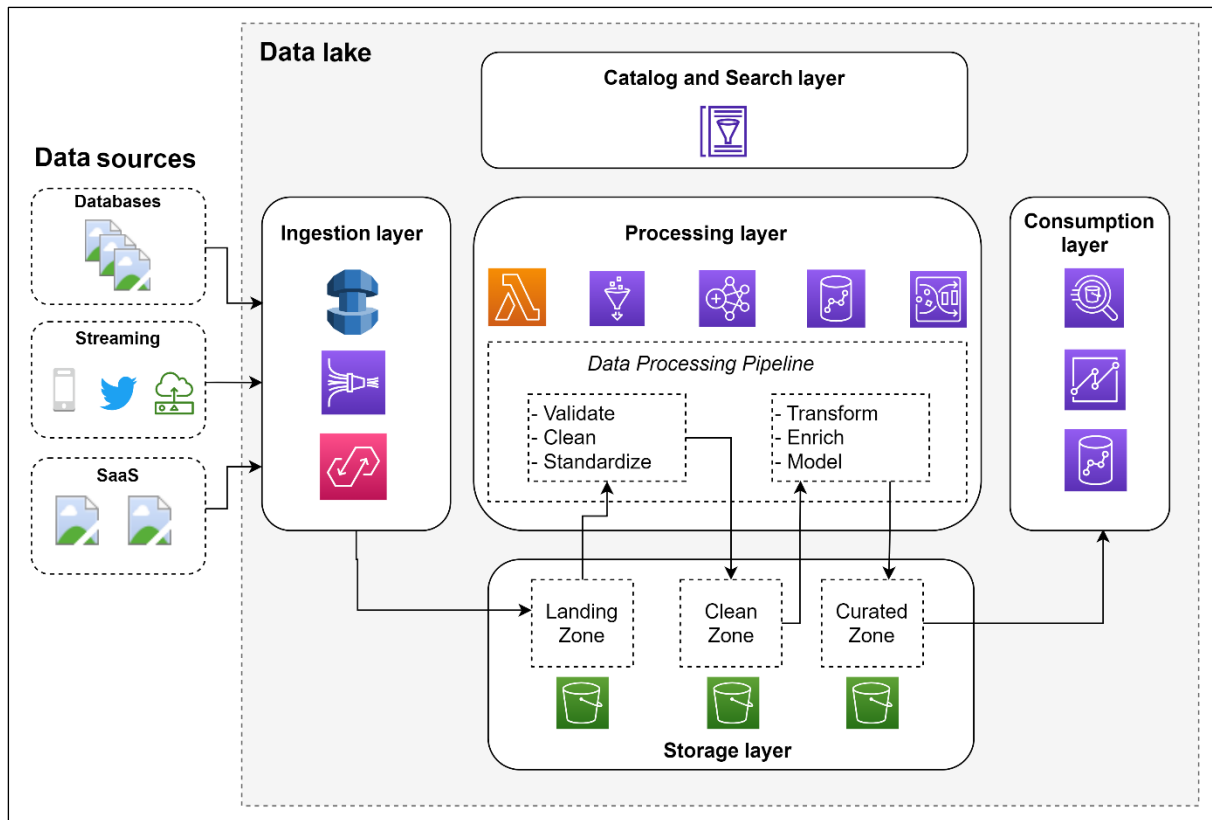 Data lake
Catalog and Search layer
Data sources
Databases
Streaming
SaaS
Ingestion layer
Processing layer
Data Processing Pipeline
- Validate
- Clean
- Standardize
- Transform
- Enrich
- Model
Consumption
layer
Landing
Zone
Clean
Zone
Curated
Zone
Storage layer